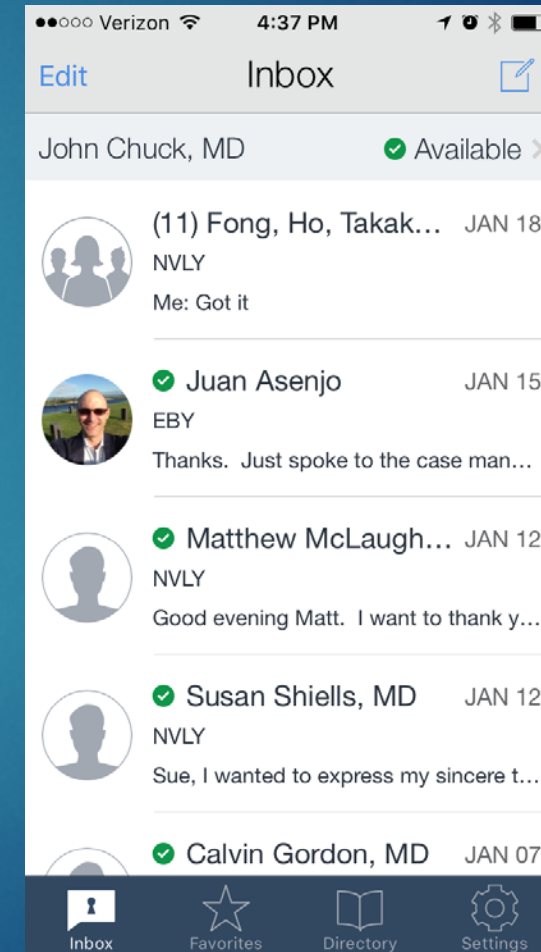 Verizon 4:37 PM
Edit Inbox
John Chuck, MD Available
(11) Fong, Ho, Takak... JAN 18
NVLY
Me: Got it
Juan Asenjo JAN 15
EBY
Thanks. Just spoke to the case man...
Matthew McLaugh... JAN 12
NVLY
Good evening Matt. I want to thank y...
Susan Shiells, MD JAN 12
NVLY
Sue, I wanted to express my sincere t...
Calvin Gordon, MD JAN 07
Inbox Favorites Directory Settings